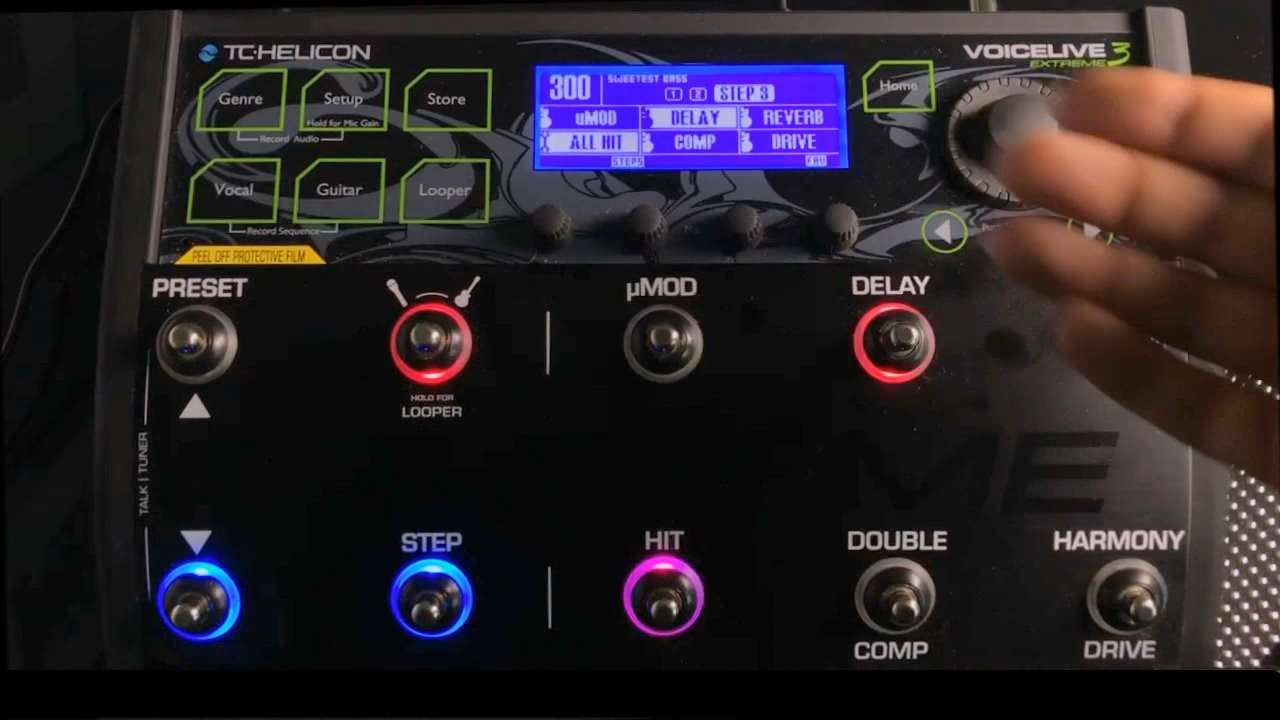 TC·HELICON
VOICELIVE 3
EXTREME
Genre
Setup
Hold for Mic Gain
Store
Record Audio
Vocal
Guitar
Looper
Record Sequence
PEEL OFF PROTECTIVE FILM
300
SWEETEST BASS
1 2 STEP 3
uMOD DELAY REVERB
ALL HIT COMP DRIVE
STEPS FAV
Home
PRESET
HOLD FOR
LOOPER
µMOD
DELAY
TALK | TUNER
ME
STEP
HIT
DOUBLE
HARMONY
COMP
DRIVE